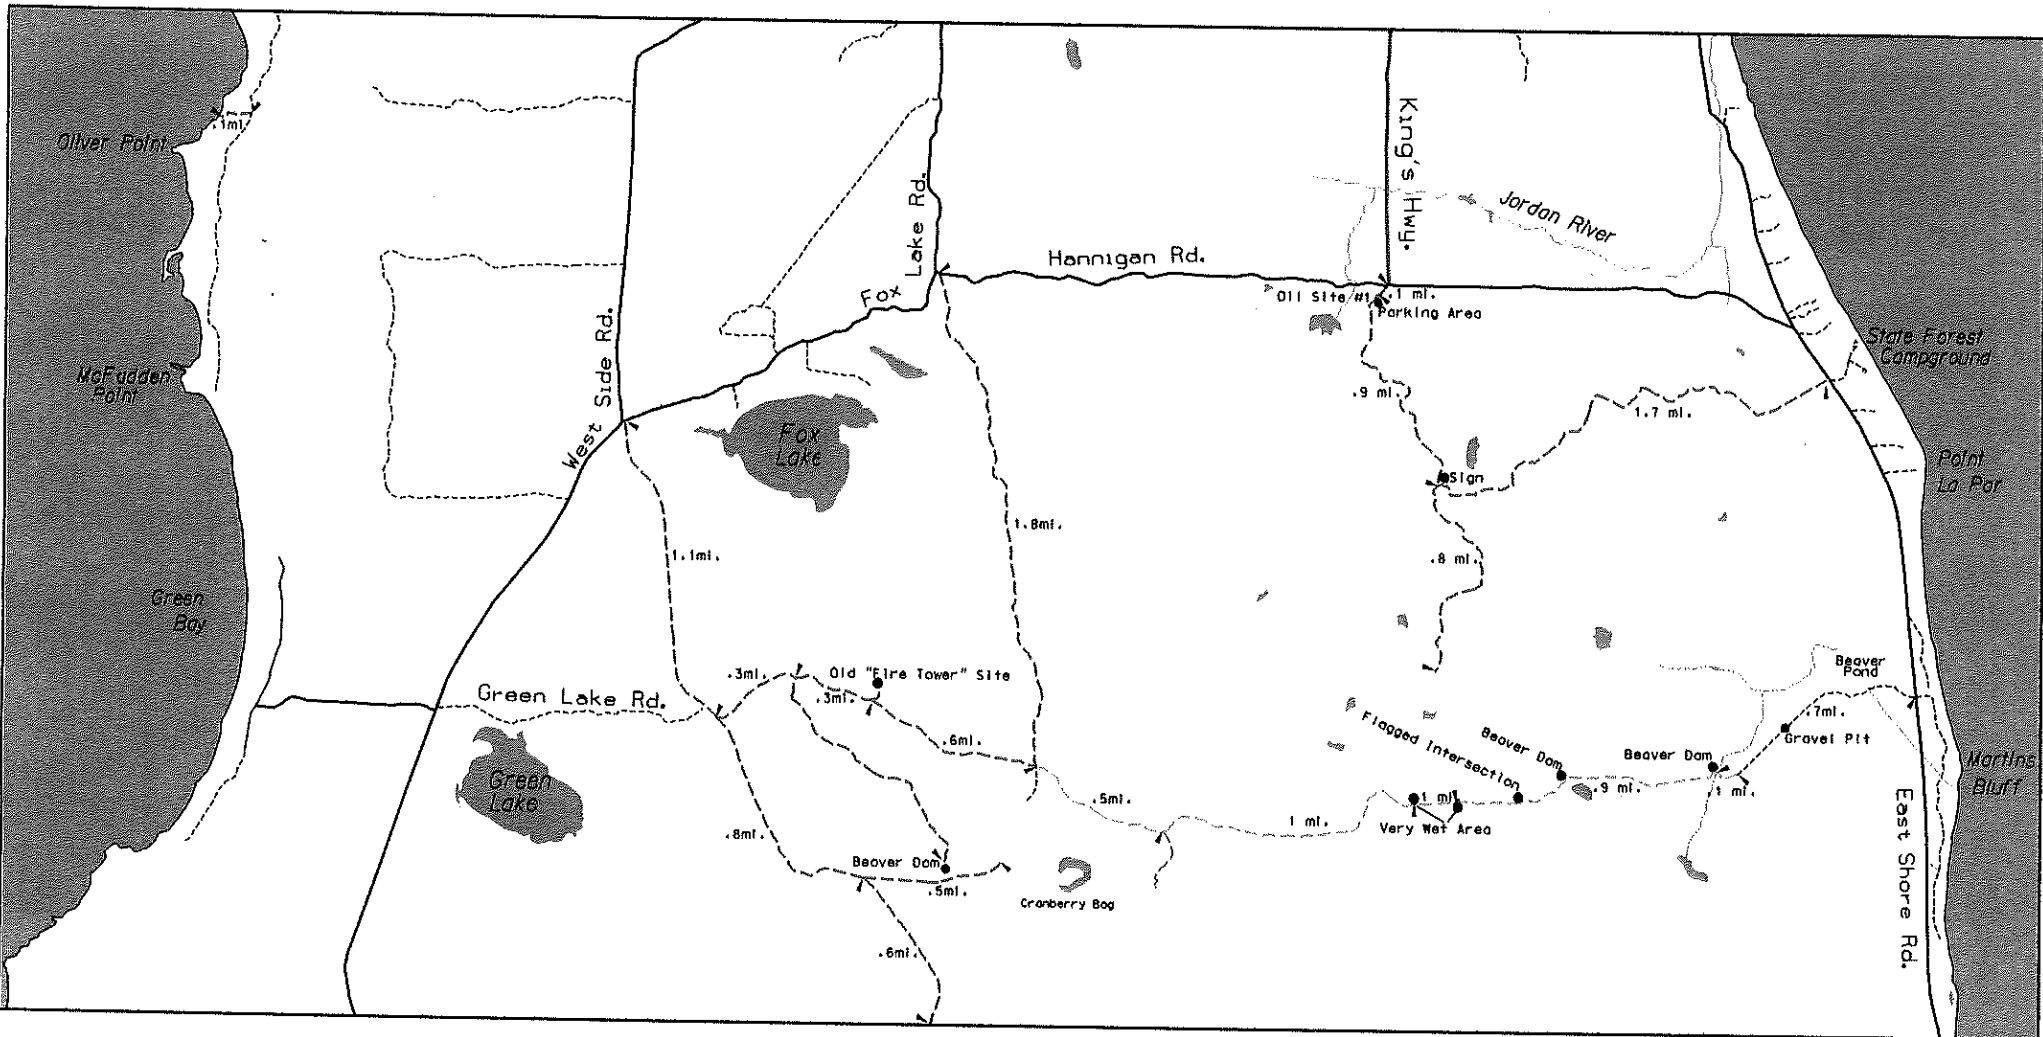 .1mi.
Oliver Point
King's Hwy.
Lake Rd.
Jordan River
Hannigan Rd.
Fox
Oil Site #1
.1 mi.
Parking Area
State Forest
Campground
McFadden
Point
West Side Rd.
.9 mi.
1.7 mi.
Fox
Lake
Point
La Par
Sign
1.8mi.
1.1mi.
.8 mi.
Green
Bay
Beaver
Pond
.3mi.
Old "Fire Tower" Site
.3mi.
Green Lake Rd.
.7mi.
Flagged Intersection
Beaver Dam
Gravel Pit
.6mi.
Beaver Dam
Martins
Bluff
Green
Lake
.5mi.
.1 mi.
.9 mi.
.1 mi.
1 mi.
Very Wet Area
.8mi.
East Shore Rd.
Beaver Dam
.5mi.
Cranberry Bog
.6mi.